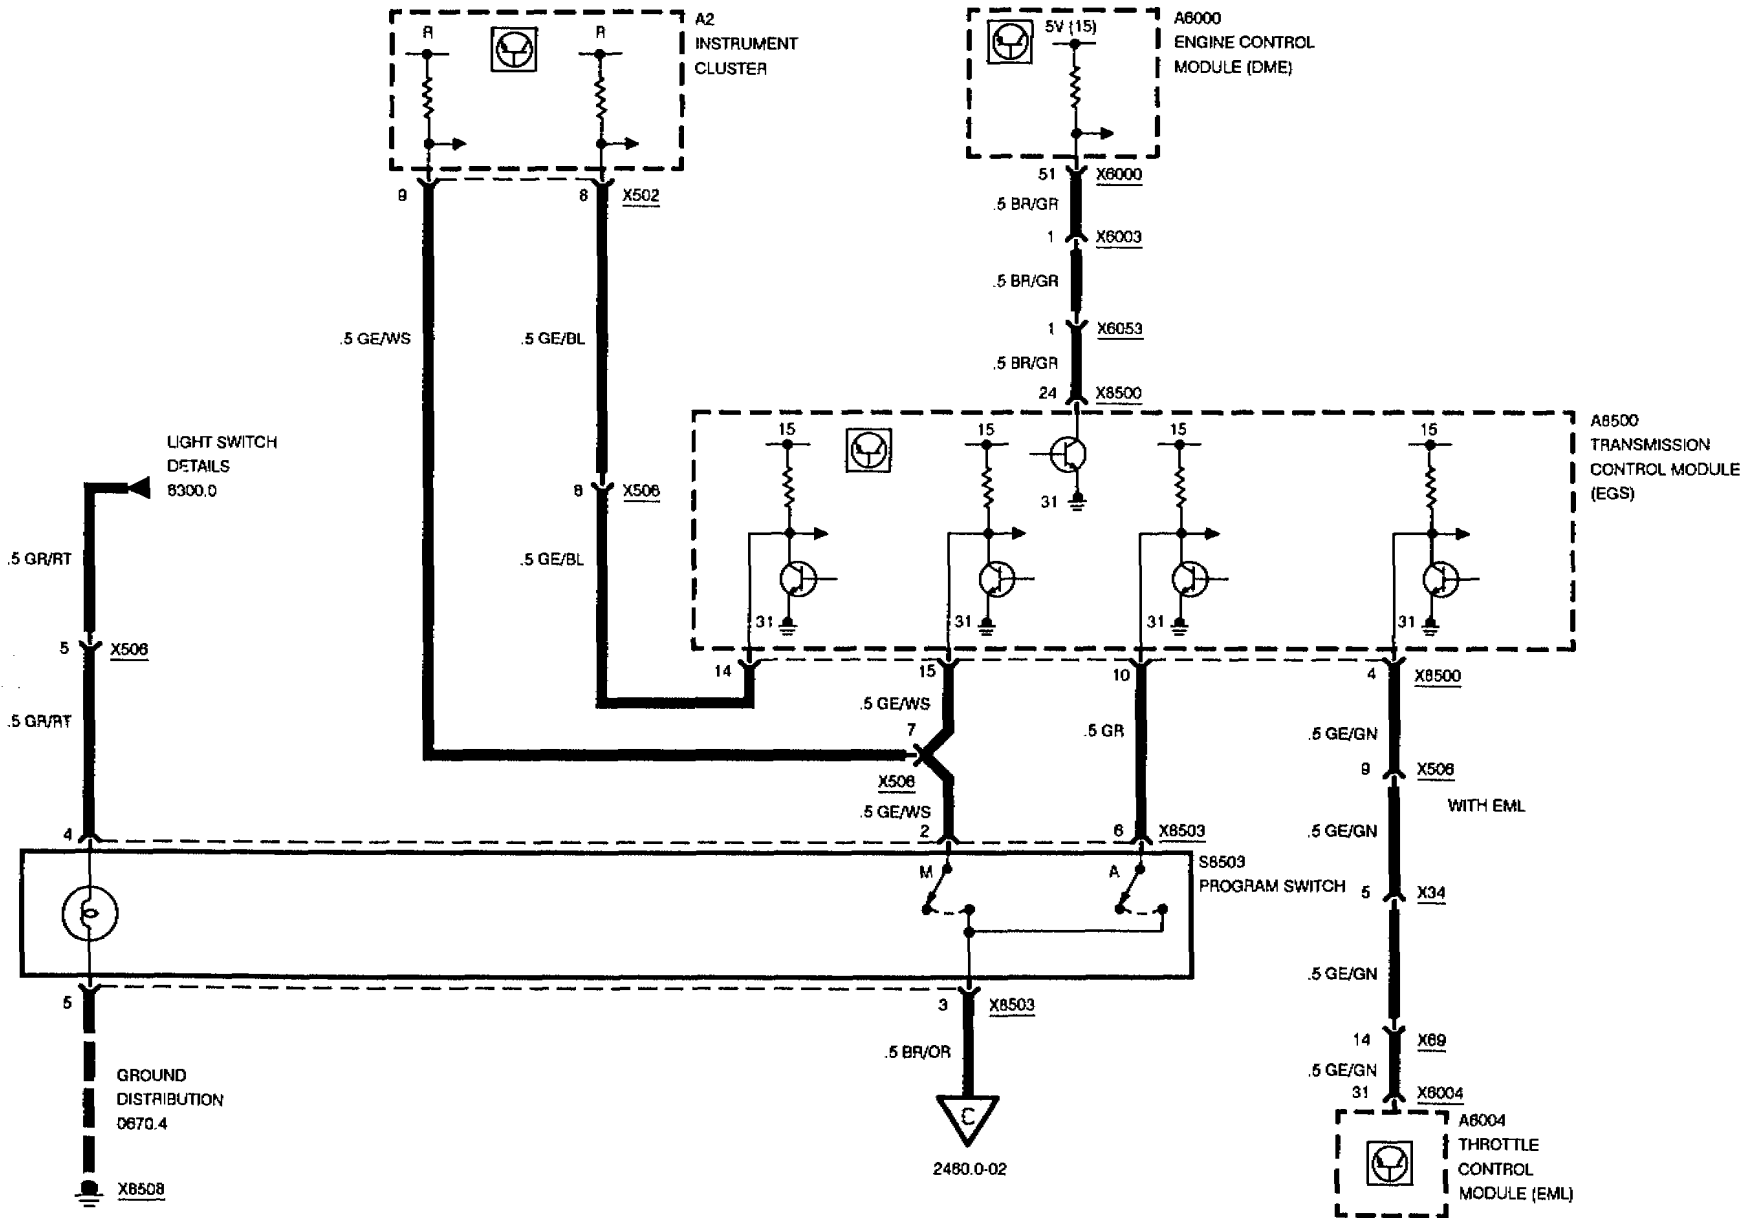 A2
INSTRUMENT
CLUSTER
R
R
9
8
X502
A6000
ENGINE CONTROL
MODULE (DME)
5V (15)
51
X6000
.5 BR/GR
1
X6003
.5 BR/GR
1
X6053
.5 BR/GR
24
X8500
.5 GE/WS
.5 GE/BL
8
X506
.5 GE/BL
A8500
TRANSMISSION
CONTROL MODULE
(EGS)
15
15
15
15
31
31
31
31
31
LIGHT SWITCH
DETAILS
8300.0
.5 GR/RT
5
X506
.5 GR/RT
14
15
10
4
X8500
.5 GE/WS
7
X506
.5 GE/WS
.5 GR
.5 GE/GN
9
X506
WITH EML
.5 GE/GN
5
X34
.5 GE/GN
14
X69
.5 GE/GN
31
X6004
A6004
THROTTLE
CONTROL
MODULE (EML)
4
2
6
X8503
M
A
S8503
PROGRAM SWITCH
5
3
X8503
.5 BR/OR
C
2460.0-02
GROUND
DISTRIBUTION
0670.4
X8508